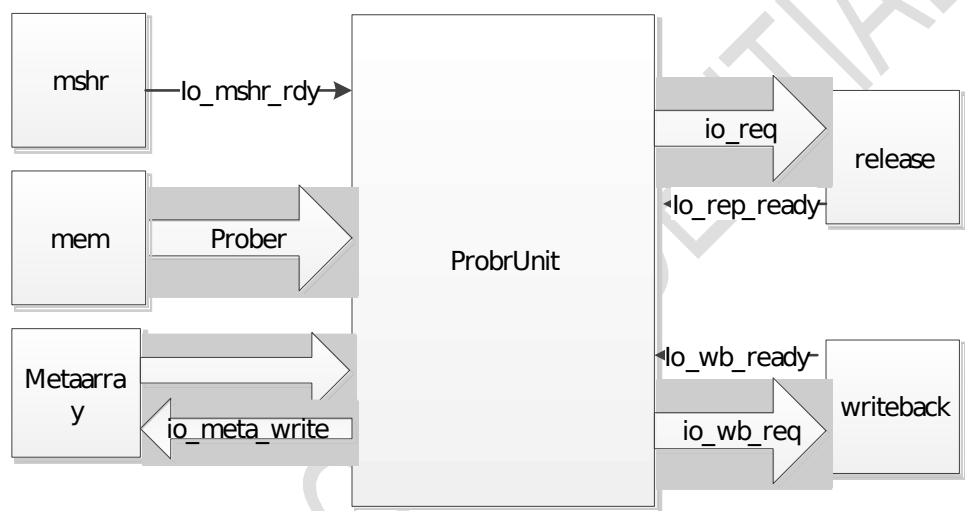 mshr
Io_mshr_rdy
io_req
release
Io_rep_ready
mem
Prober
ProbrUnit
Metaarra
y
io_meta_write
Io_wb_ready
io_wb_req
writeback